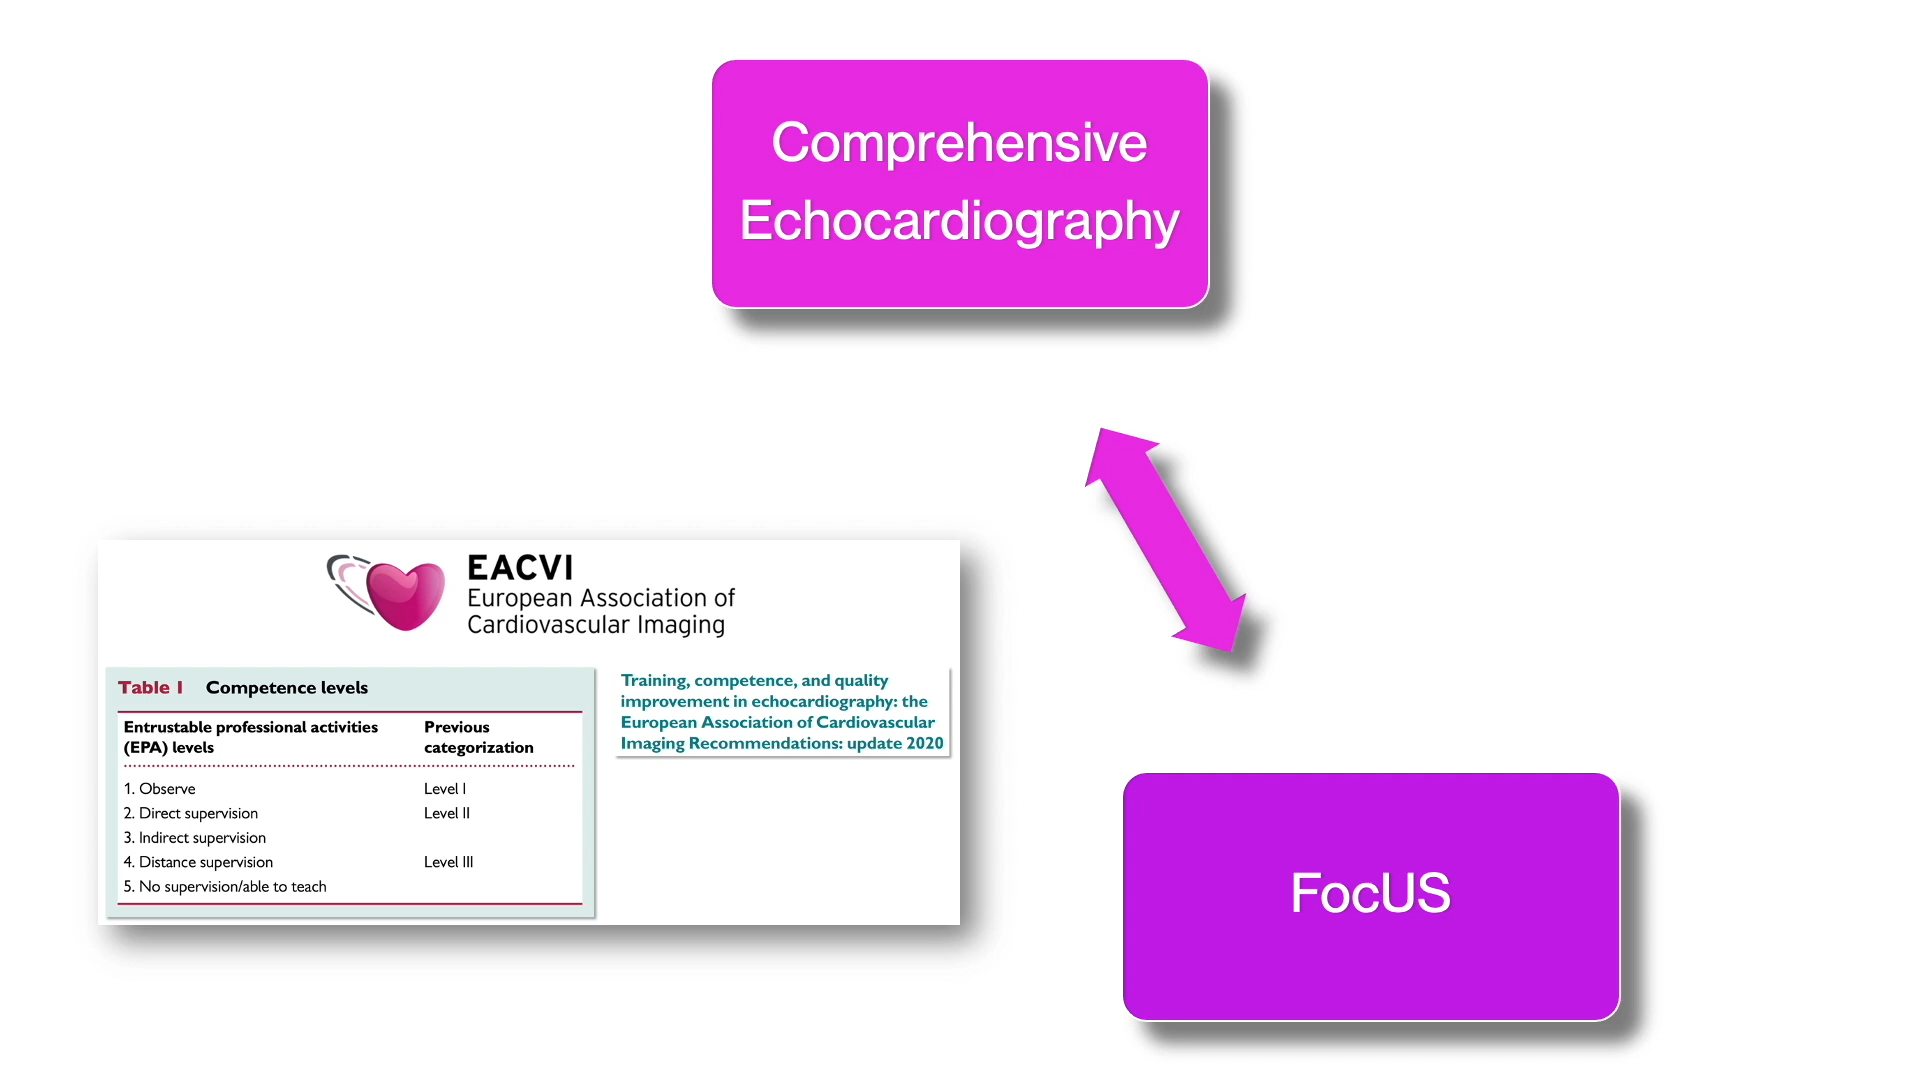 Comprehensive
Echocardiography
EACVI
European Association of
Cardiovascular Imaging
Table 1 Competence levels
Entrustable professional activities Previous
(EPA) levels categorization
1. Observe Level I
2. Direct supervision Level II
3. Indirect supervision
4. Distance supervision Level III
5. No supervision/able to teach
Training, competence, and quality
improvement in echocardiography: the
European Association of Cardiovascular
Imaging Recommendations: update 2020
FocUS